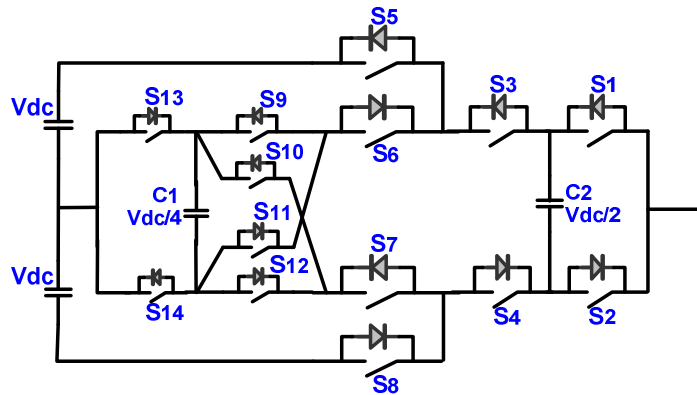 S5
S3
S1
Vdc
S13
S9
S6
S10
C1
Vdc/4
C2
Vdc/2
S11
S7
Vdc
S12
S14
S4
S2
S8